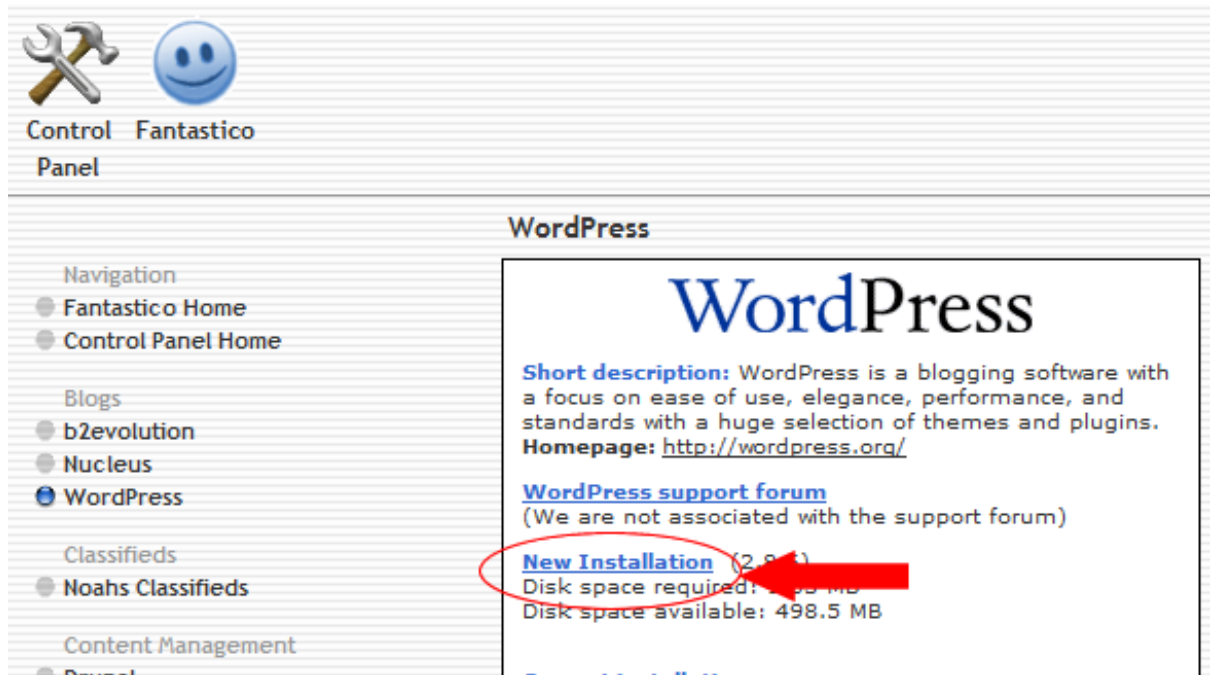 Control Fantastico
Panel
WordPress
Navigation
Fantastico Home
Control Panel Home
Blogs
b2evolution
Nucleus
WordPress
Classifieds
Noahs Classifieds
Content Management
WordPress
Short description: WordPress is a blogging software with
a focus on ease of use, elegance, performance, and
standards with a huge selection of themes and plugins.
Homepage: http://wordpress.org/
WordPress support forum
(We are not associated with the support forum)
New Installation
Disk space required: MB
Disk space available: 498.5 MB